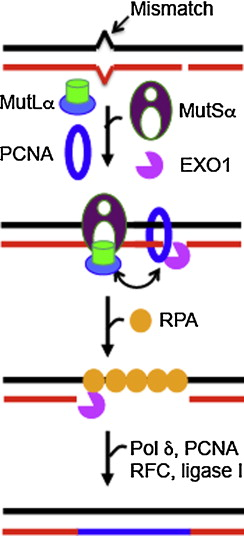 Mismatch
MutLα
MutSα
PCNA
EXO1
RPA
Pol δ, PCNA
RFC, ligase I